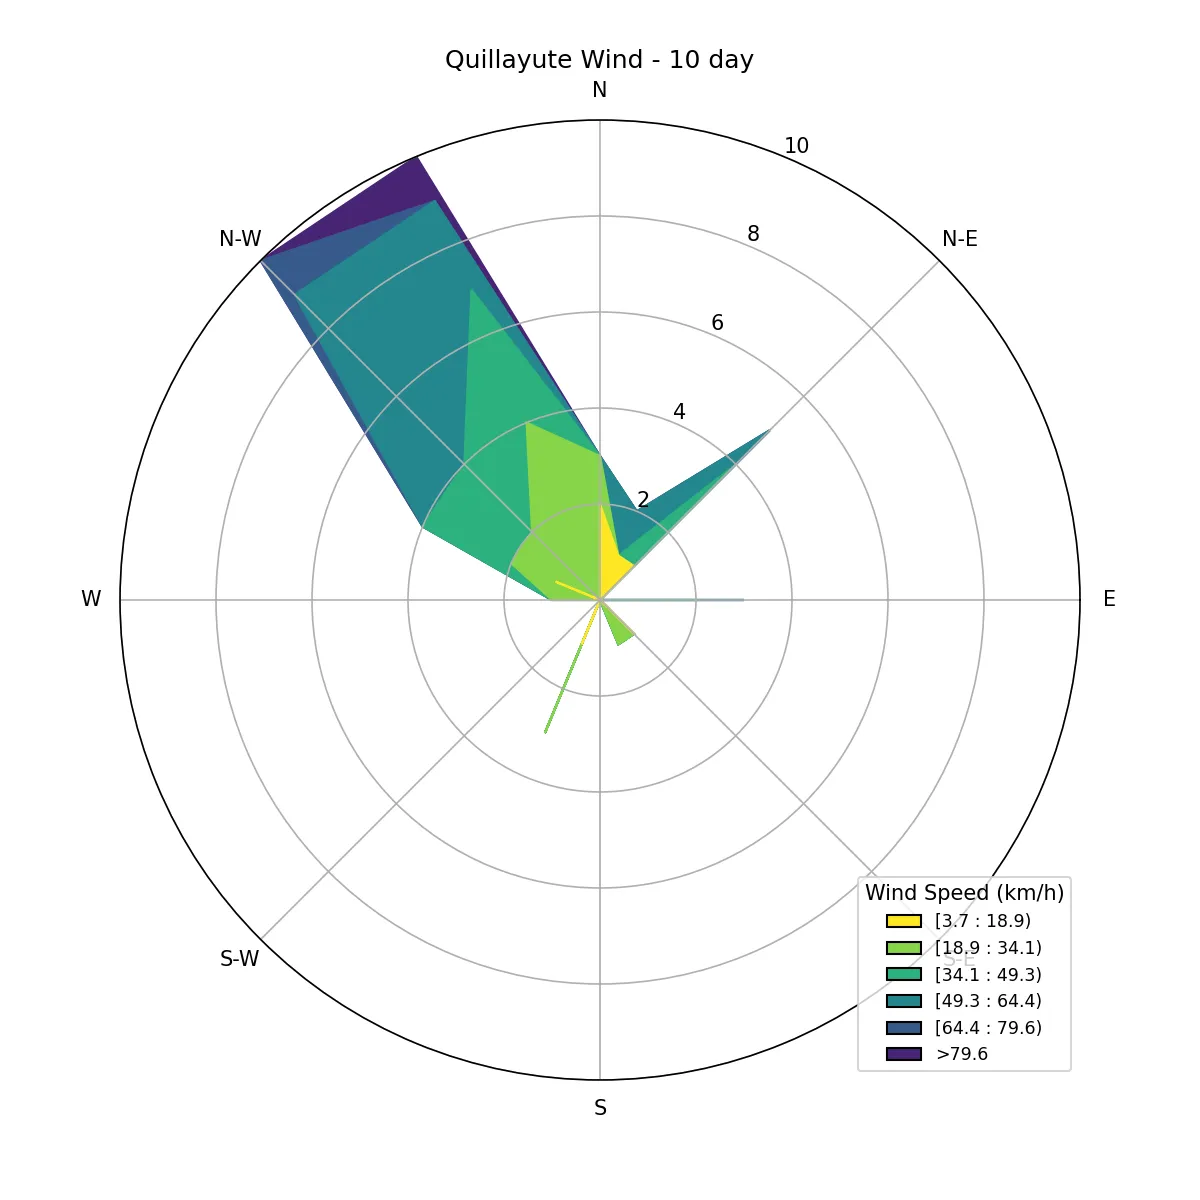 Quillayute Wind - 10 day
N
10
8
N-W
N-E
6
4
2
W
E
S-W
S-E
Wind Speed (km/h)
[3.7 : 18.9)
[18.9 : 34.1)
[34.1 : 49.3)
[49.3 : 64.4)
[64.4 : 79.6)
>79.6
S